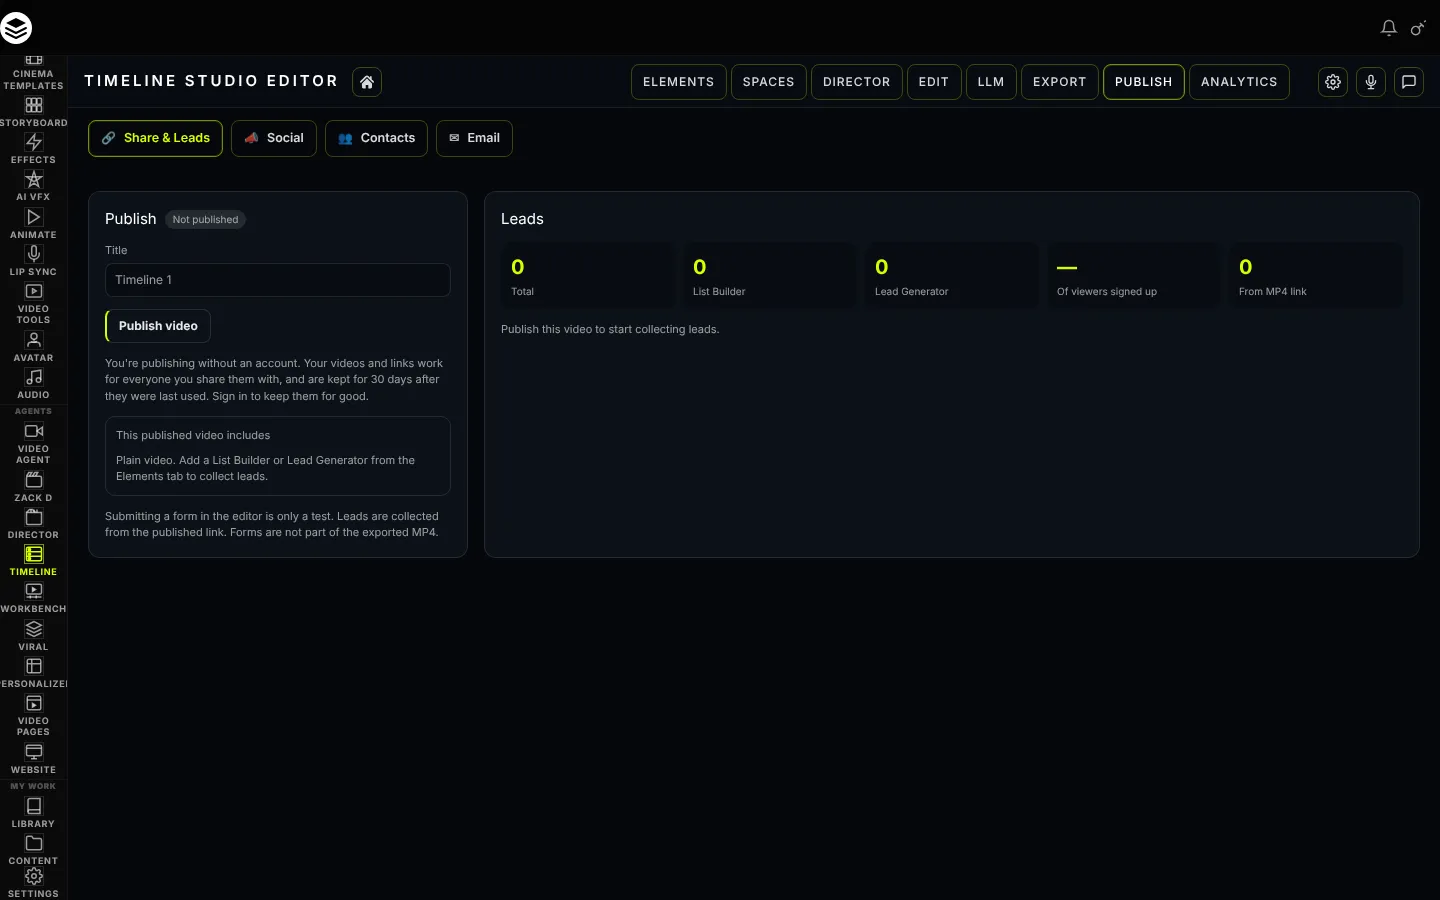 TIMELINE STUDIO EDITOR
ELEMENTS
SPACES
DIRECTOR
EDIT
LLM
EXPORT
PUBLISH
ANALYTICS
CINEMA
TEMPLATES
STORYBOARD
EFFECTS
AI VFX
ANIMATE
LIP SYNC
VIDEO
TOOLS
AVATAR
AUDIO
AGENTS
VIDEO
AGENT
ZACK D
DIRECTOR
TIMELINE
WORKBENCH
VIRAL
PERSONALIZE
VIDEO
PAGES
WEBSITE
MY WORK
LIBRARY
CONTENT
SETTINGS
Share & Leads
Social
Contacts
Email
Publish
Not published
Title
Timeline 1
Publish video
You're publishing without an account. Your videos and links work
for everyone you share them with, and are kept for 30 days after
they were last used. Sign in to keep them for good.
This published video includes
Plain video. Add a List Builder or Lead Generator from the
Elements tab to collect leads.
Submitting a form in the editor is only a test. Leads are collected
from the published link. Forms are not part of the exported MP4.
Leads
0
Total
0
List Builder
0
Lead Generator
—
Of viewers signed up
0
From MP4 link
Publish this video to start collecting leads.